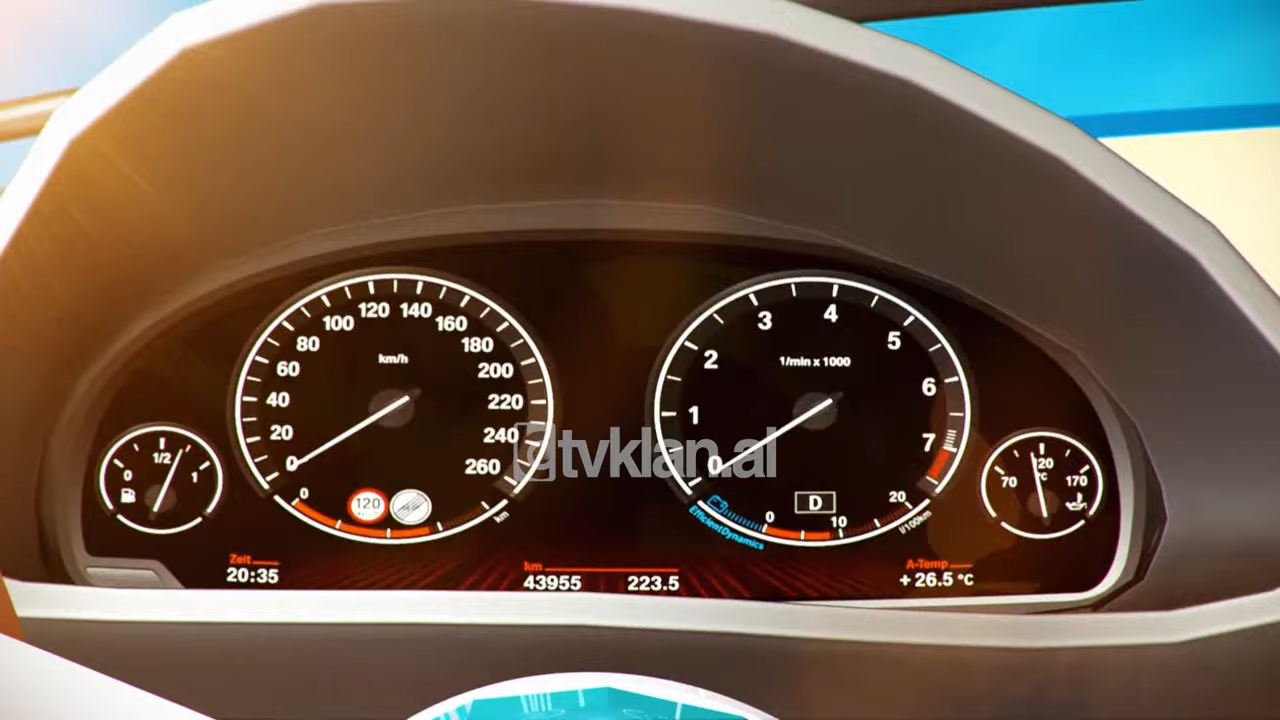 120 140
100 160
80 180
km/h
60 200
40 220
20 240
0 260
0 120
km
3 4
2 5
1/min x 1000
1 6
0 7
D
0 10 20
l/100km
EfficientDynamics
1/2
0 1
120
°C
70 170
tvklan.al
Zeit
20:35
km
43955 223.5
A-Temp
+ 26.5 °C